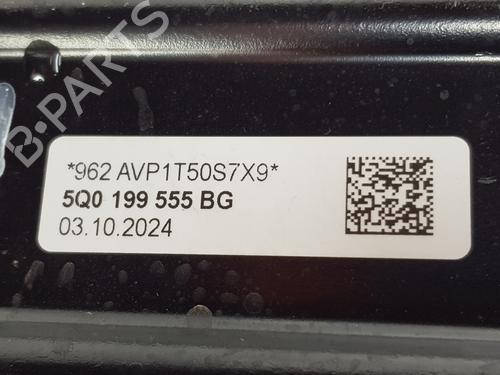 B-PARTS
*962 AVP1T50S7X9*
5Q0 199 555 BG
03.10.2024